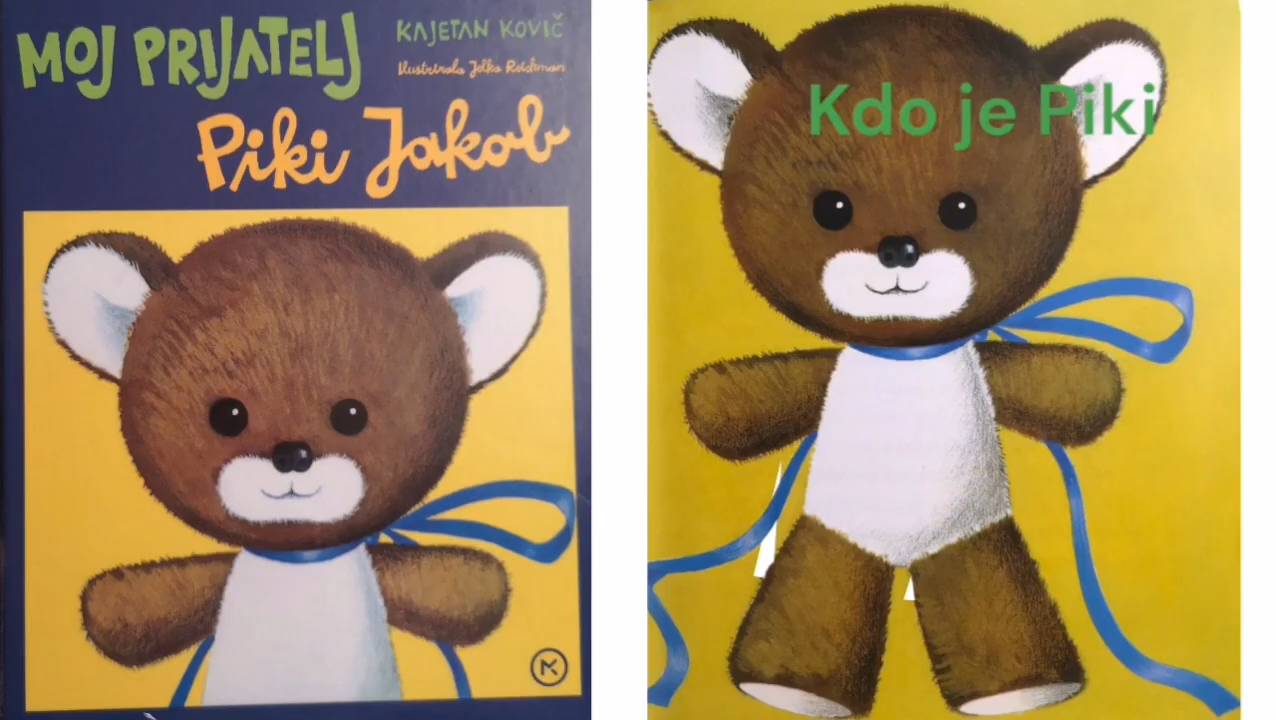 MOJ PRIJATELJ
KAJETAN KOVIČ
Ilustrirala Jelka Reichman
Piki Jakob
Kdo je Piki